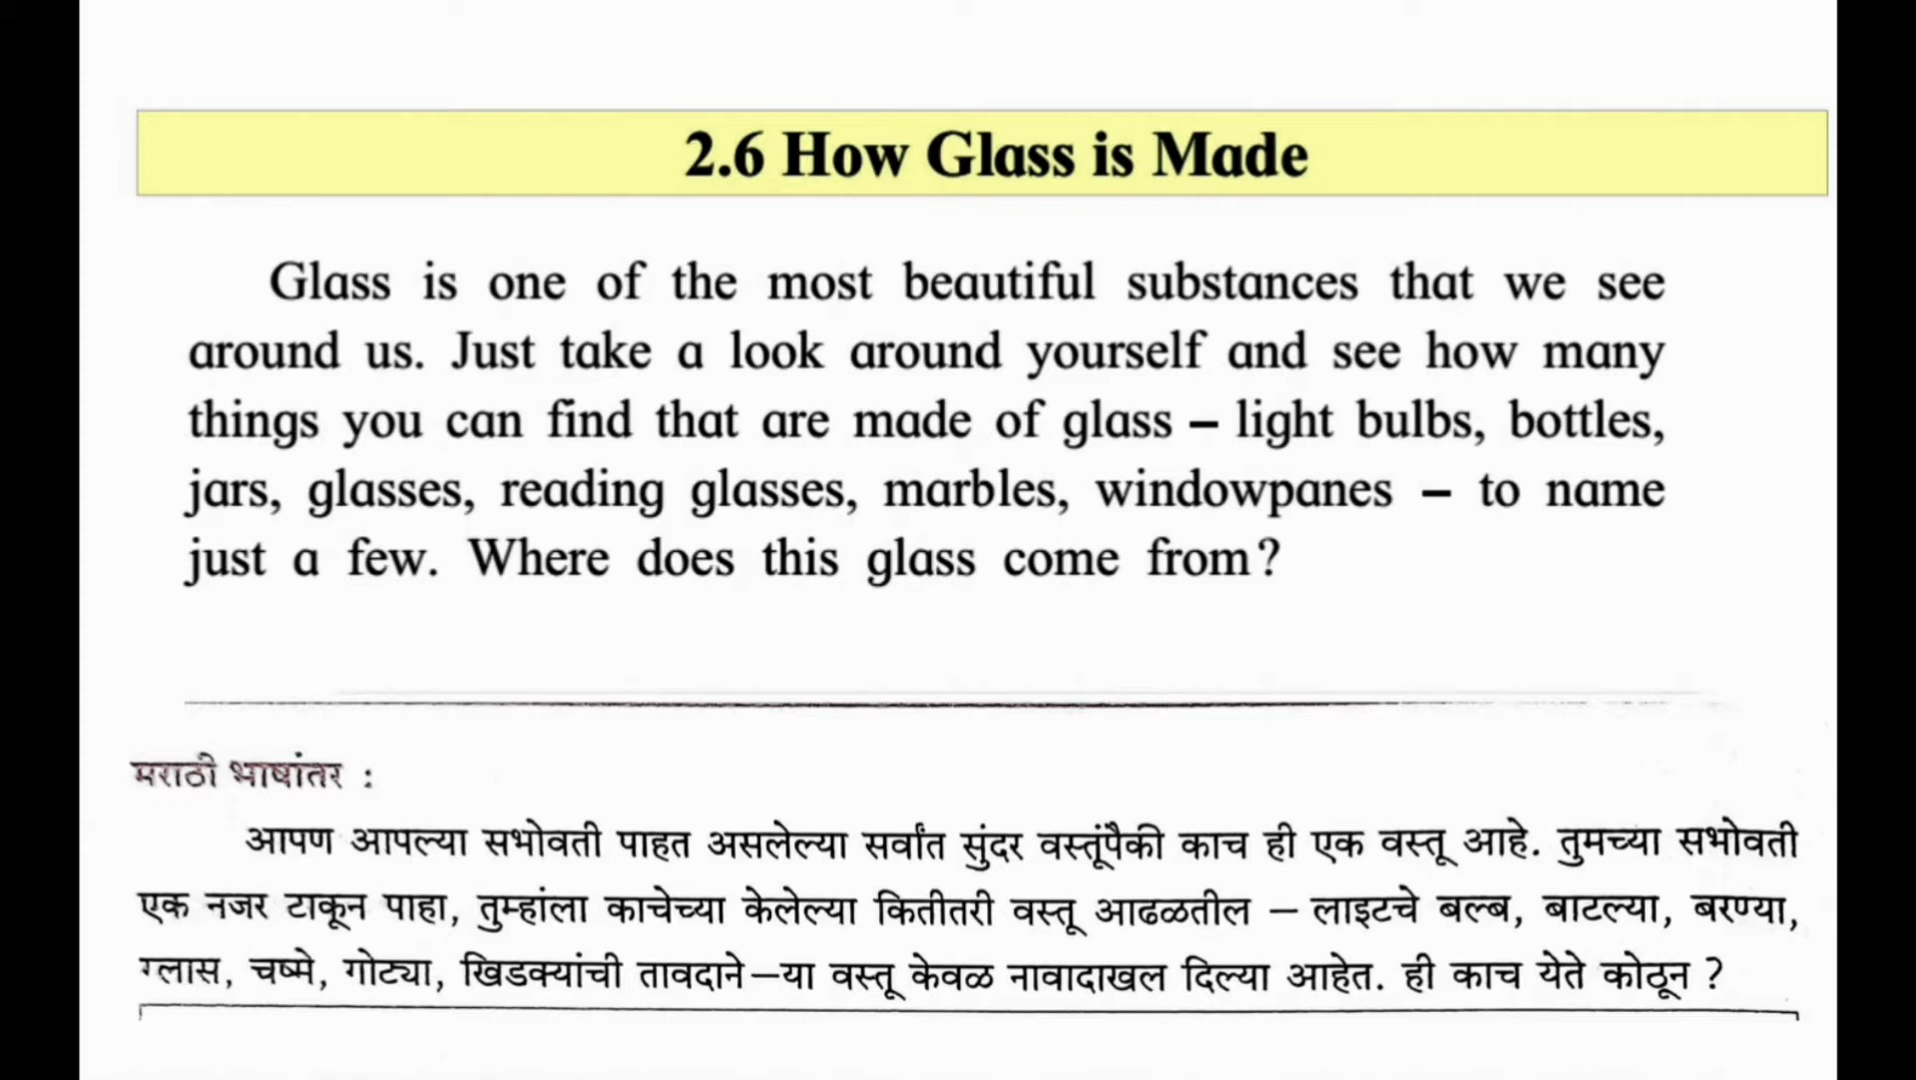 2.6 How Glass is Made
Glass is one of the most beautiful substances that we see
around us. Just take a look around yourself and see how many
things you can find that are made of glass – light bulbs, bottles,
jars, glasses, reading glasses, marbles, windowpanes – to name
just a few. Where does this glass come from?
मराठी भाषांतर :
आपण आपल्या सभोवती पाहत असलेल्या सर्वांत सुंदर वस्तूंपैकी काच ही एक वस्तू आहे. तुमच्या सभोवती
एक नजर टाकून पाहा, तुम्हांला काचेच्या केलेल्या कितीतरी वस्तू आढळतील – लाइटचे बल्ब, बाटल्या, बरण्या,
ग्लास, चष्मे, गोट्या, खिडक्यांची तावदाने–या वस्तू केवळ नावादाखल दिल्या आहेत. ही काच येते कोठून ?